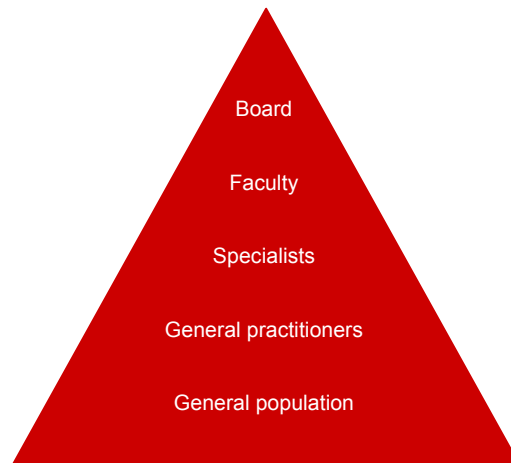 Board
Faculty
Specialists
General practitioners
General population